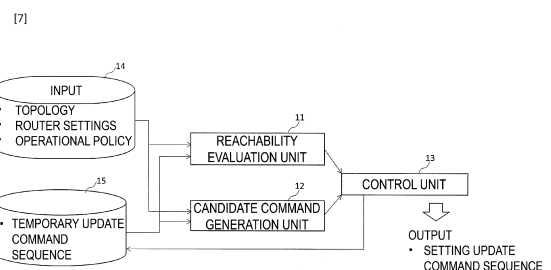 [7]
14
INPUT
• TOPOLOGY
• ROUTER SETTINGS
• OPERATIONAL POLICY
11
REACHABILITY
EVALUATION UNIT
13
CONTROL UNIT
15
• TEMPORARY UPDATE
COMMAND
SEQUENCE
12
CANDIDATE COMMAND
GENERATION UNIT
OUTPUT
• SETTING UPDATE
COMMAND SEQUENCE